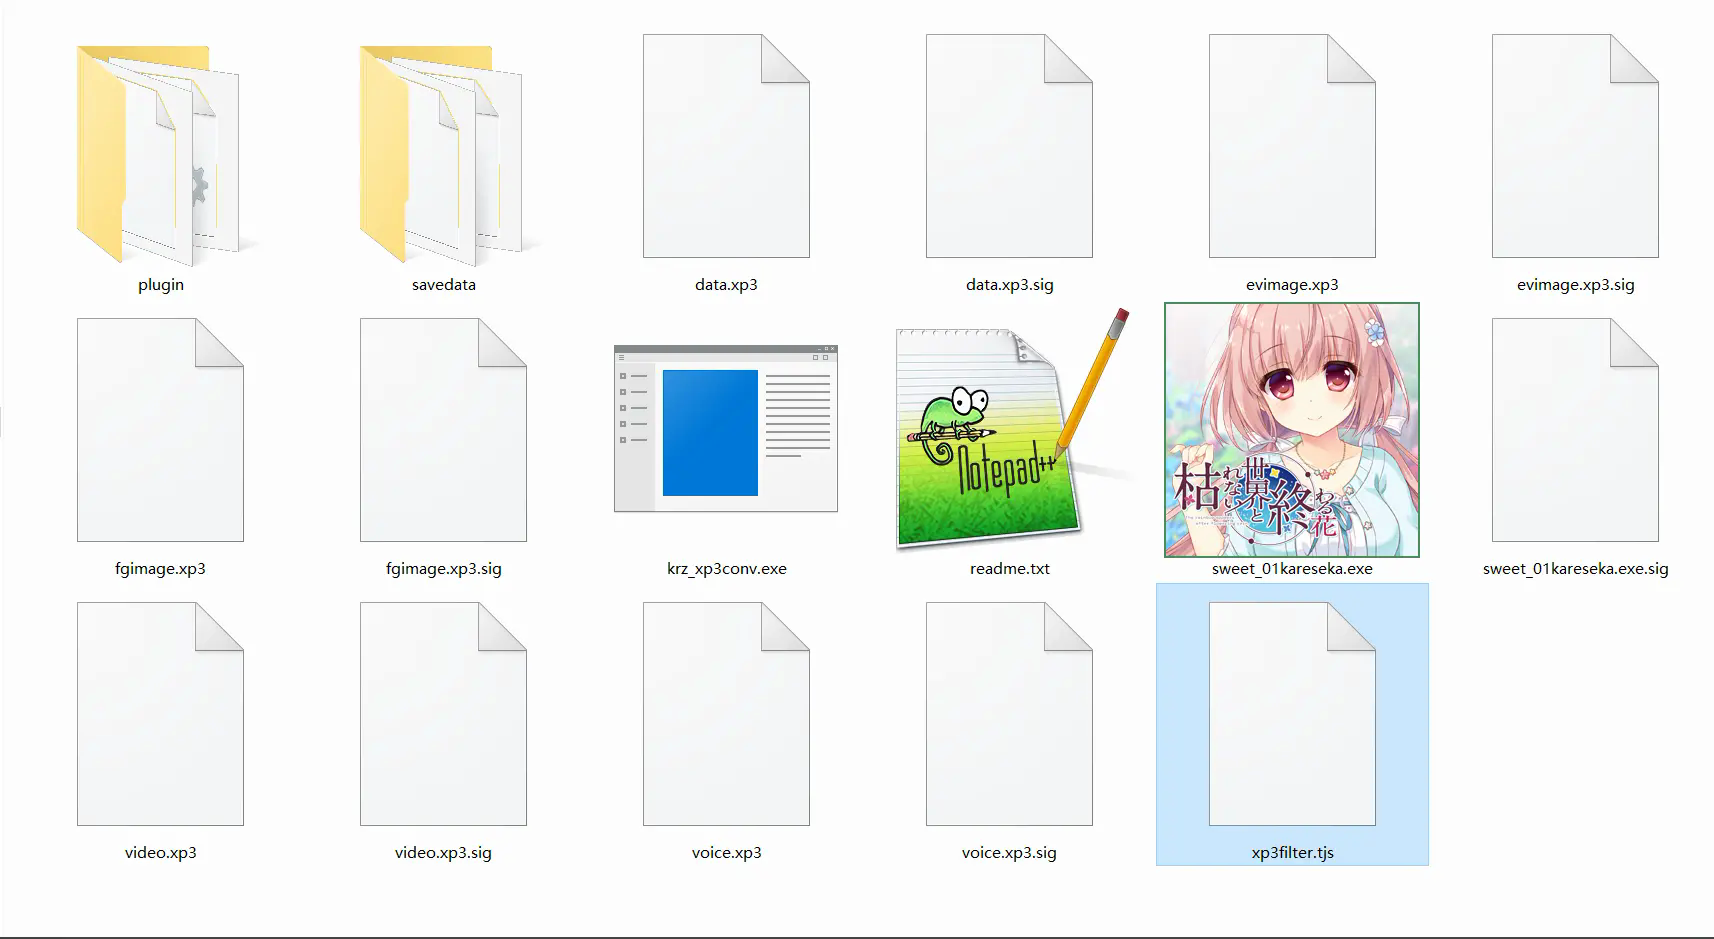 plugin
savedata
data.xp3
data.xp3.sig
evimage.xp3
evimage.xp3.sig
fgimage.xp3
fgimage.xp3.sig
krz_xp3conv.exe
Notepad++
readme.txt
枯れない世界と終わる花
sweet_01kareseka.exe
sweet_01kareseka.exe.sig
video.xp3
video.xp3.sig
voice.xp3
voice.xp3.sig
xp3filter.tjs